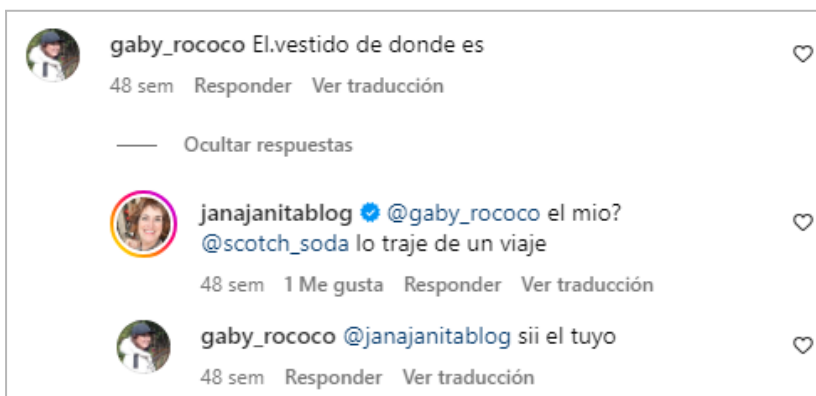 gaby_rococo El.vestido de donde es
48 sem Responder Ver traducción
Ocultar respuestas
janajanitablog @gaby_rococo el mio?
@scotch_soda lo traje de un viaje
48 sem 1 Me gusta Responder Ver traducción
gaby_rococo @janajanitablog sii el tuyo
48 sem Responder Ver traducción